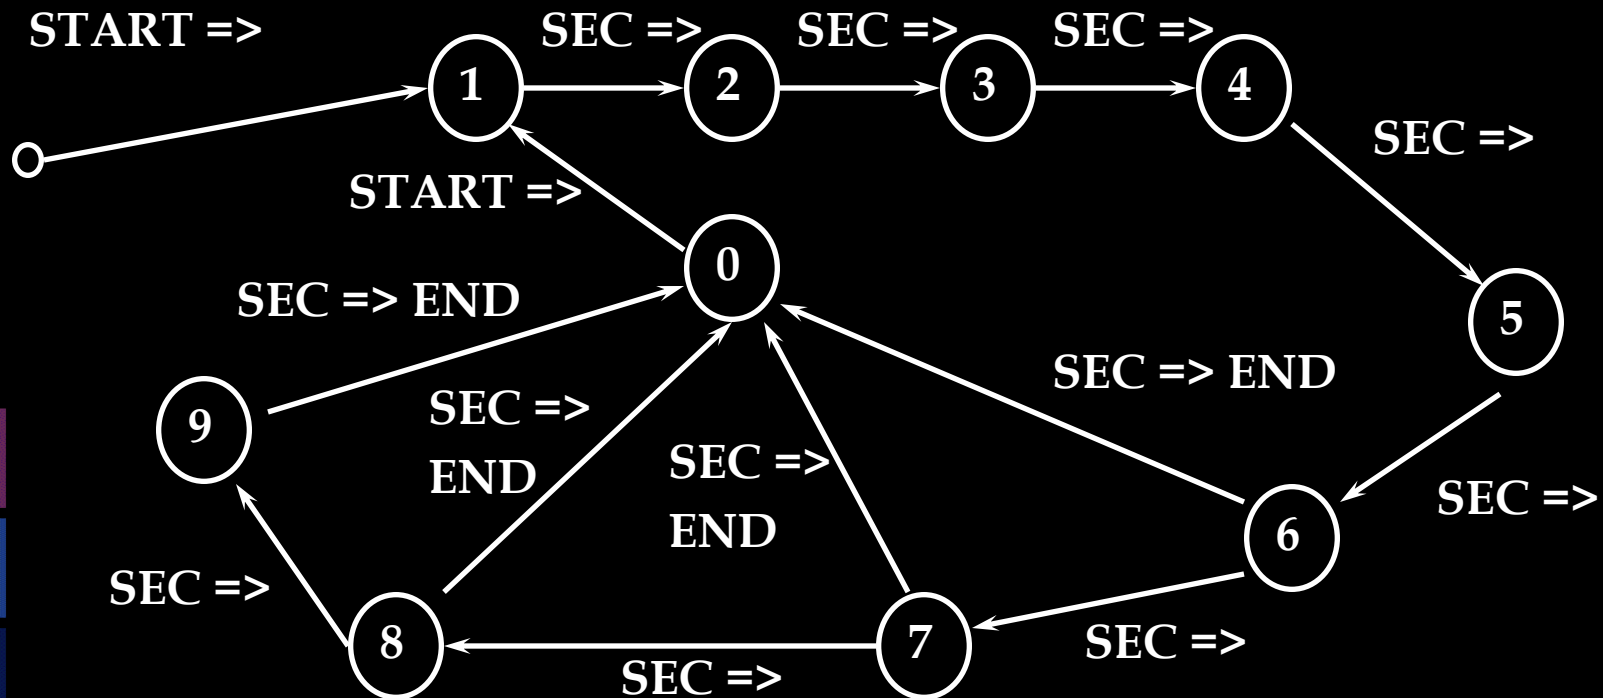 START =>
SEC =>
SEC =>
SEC =>
1
2
3
4
SEC =>
START =>
0
SEC => END
5
SEC => END
9
SEC =>
END
SEC =>
END
SEC =>
6
SEC =>
8
7
SEC =>
SEC =>